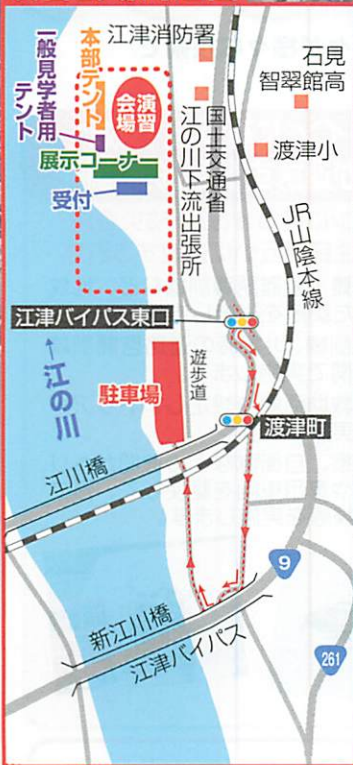 江津消防署
石見
智翠館高
本部テント
一般見学者用
テント
演習
会場
展示コーナー
受付
国土交通省
江の川下流出張所
渡津小
JR山陰本線
江津バイパス東口
←江の川
遊歩道
駐車場
渡津町
江川橋
9
新江川橋
江津バイパス
261